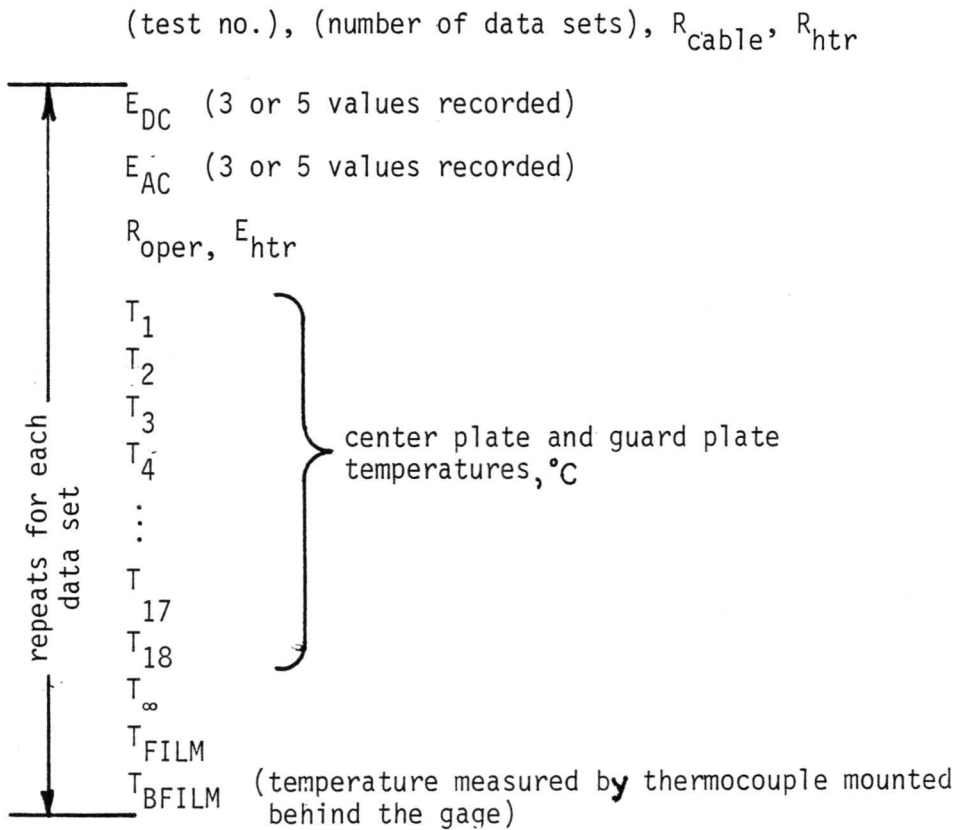 (test no.), (number of data sets), R_cable, R_htr
E_DC (3 or 5 values recorded)
E_AC (3 or 5 values recorded)
R_oper, E_htr
T_1
T_2
T_3
T_4
center plate and guard plate
temperatures, °C
⋮
T_17
T_18
T_∞
T_FILM
T_BFILM (temperature measured by thermocouple mounted
behind the gage)
repeats for each
data set